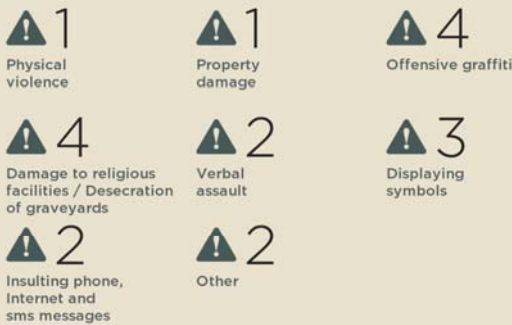 1
Physical
violence
1
Property
damage
4
Offensive graffiti
4
Damage to religious
facilities / Desecration
of graveyards
2
Verbal
assault
3
Displaying
symbols
2
Insulting phone,
Internet and
sms messages
2
Other